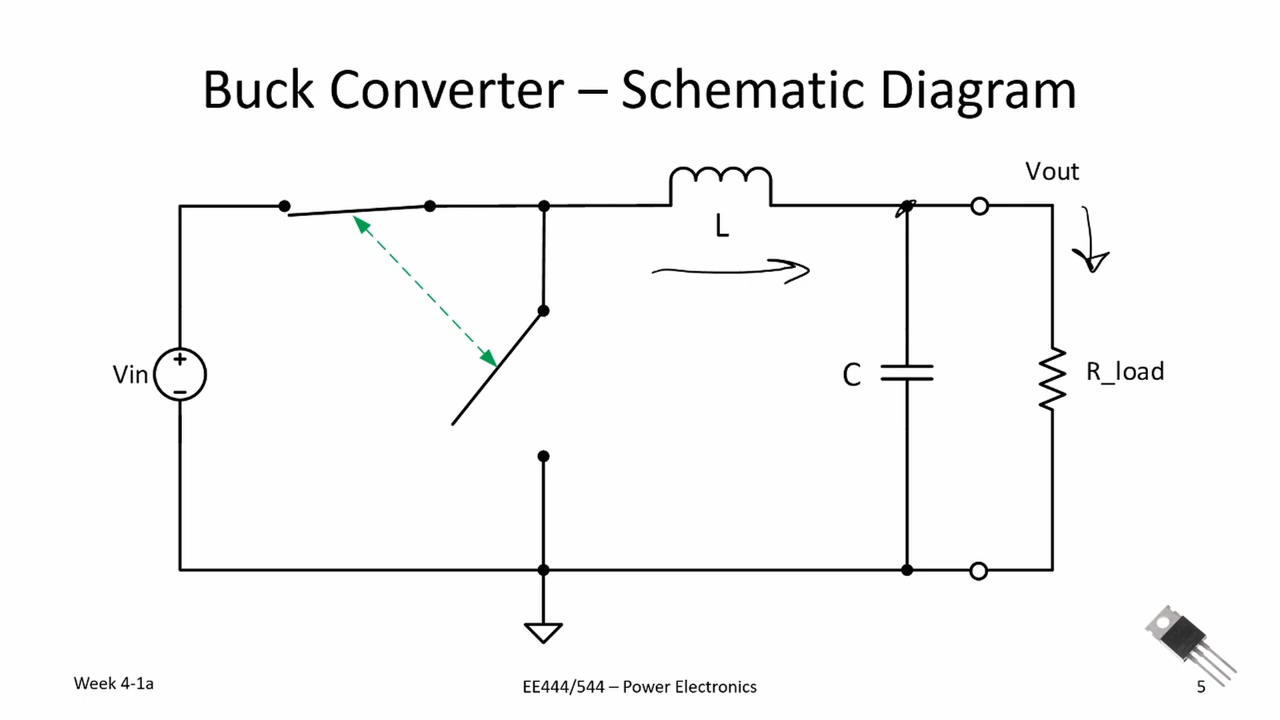 Buck Converter – Schematic Diagram
Vout
L
Vin
+
−
C
R_load
Week 4-1a
EE444/544 – Power Electronics
5